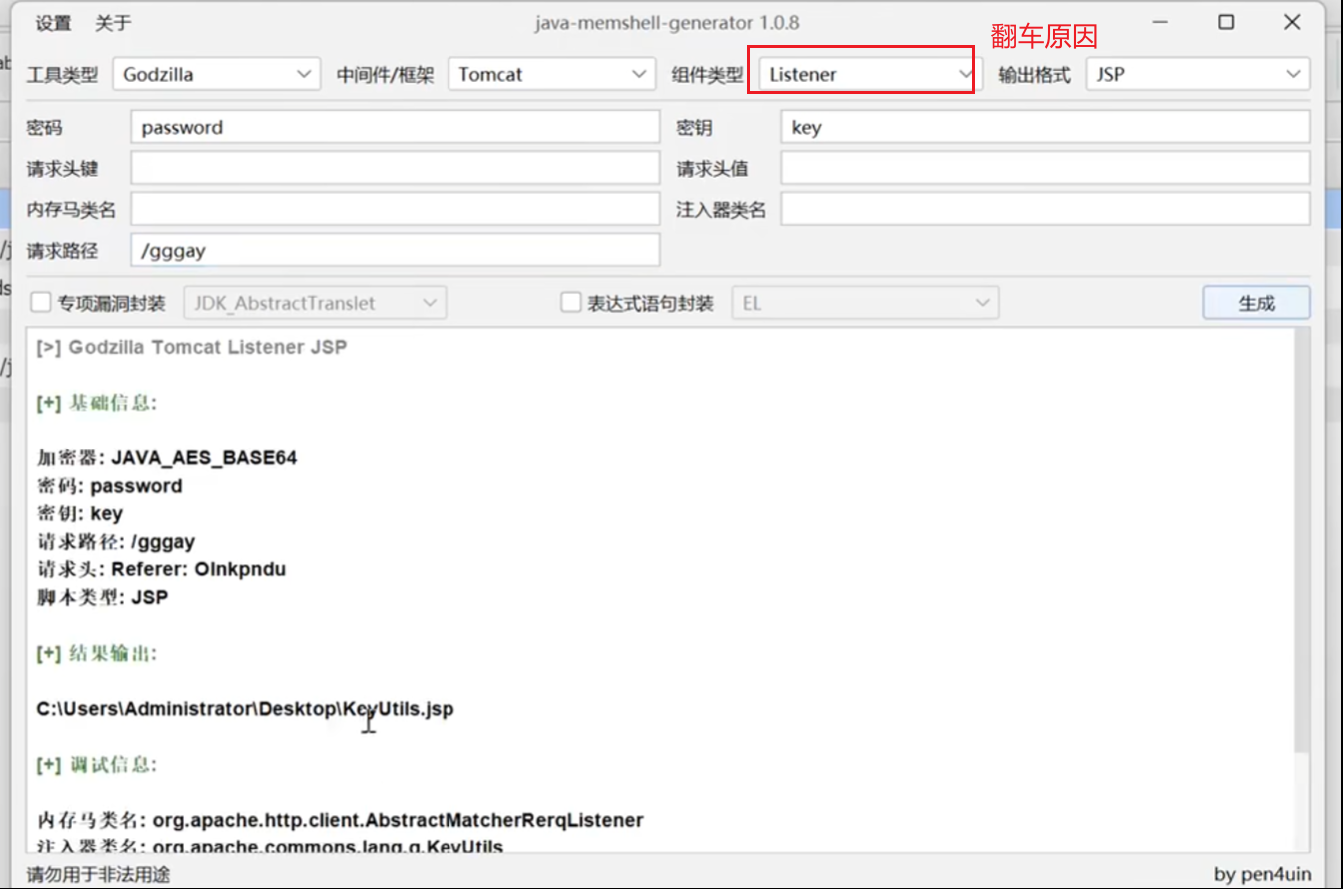 设置 关于 java-memshell-generator 1.0.8
翻车原因
工具类型 Godzilla 中间件/框架 Tomcat 组件类型 Listener 输出格式 JSP
密码 password 密钥 key
请求头键 请求头值
内存马类名 注入器类名
请求路径 /gggay
专项漏洞封装 JDK_AbstractTranslet 表达式语句封装 EL 生成
[>] Godzilla Tomcat Listener JSP
[+] 基础信息:
加密器: JAVA_AES_BASE64
密码: password
密钥: key
请求路径: /gggay
请求头: Referer: Olnkpndu
脚本类型: JSP
[+] 结果输出:
C:\Users\Administrator\Desktop\KeyUtils.jsp
[+] 调试信息:
内存马类名: org.apache.http.client.AbstractMatcherRerqListener
注入器类名: org.apache.commons.lang.q.KeyUtils
请勿用于非法用途 by pen4uin